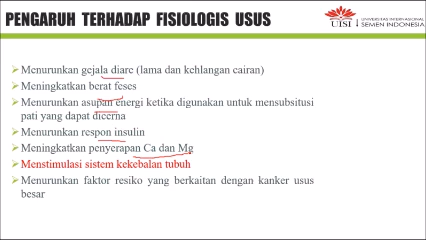 PENGARUH TERHADAP FISIOLOGIS USUS
UISI
UNIVERSITAS INTERNASIONAL
SEMEN INDONESIA
Menurunkan gejala diare (lama dan kehlangan cairan)
Meningkatkan berat feses
Menurunkan asupan energi ketika digunakan untuk mensubsitusi
pati yang dapat dicerna
Menurunkan respon insulin
Meningkatkan penyerapan Ca dan Mg
Menstimulasi sistem kekebalan tubuh
Menurunkan faktor resiko yang berkaitan dengan kanker usus
besar